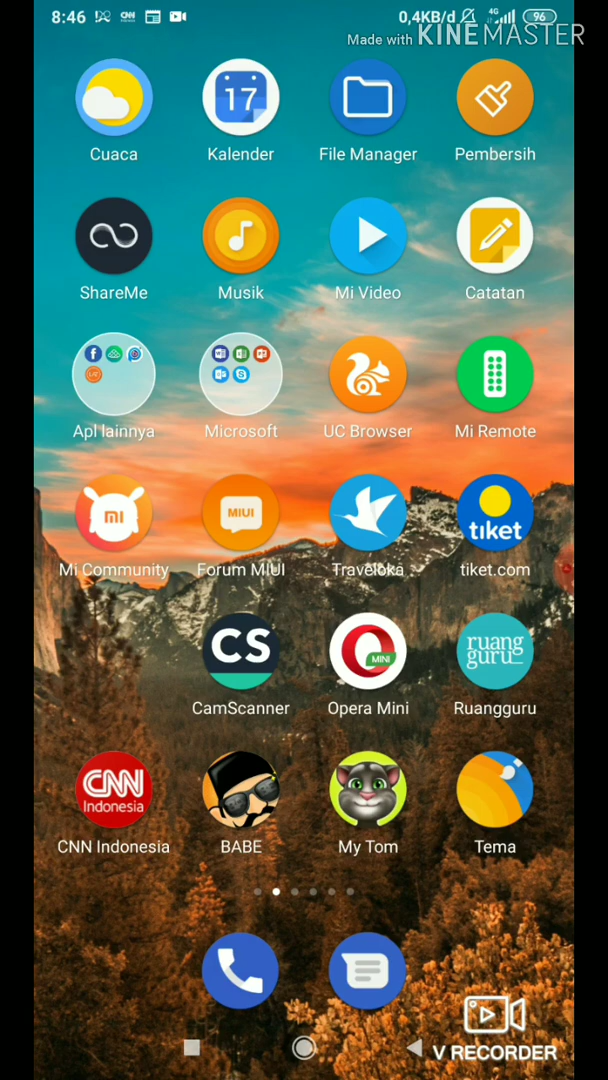 8:46
0,4KB/d
4G
96
Made with KINEMASTER
17
Cuaca
Kalender
File Manager
Pembersih
ShareMe
Musik
Mi Video
Catatan
Apl lainnya
Microsoft
UC Browser
Mi Remote
mi
MIUI
tiket
Mi Community
Forum MIUI
Traveloka
tiket.com
CS
MINI
ruang
guru
CamScanner
Opera Mini
Ruangguru
CNN
Indonesia
CNN Indonesia
BABE
My Tom
Tema
V RECORDER